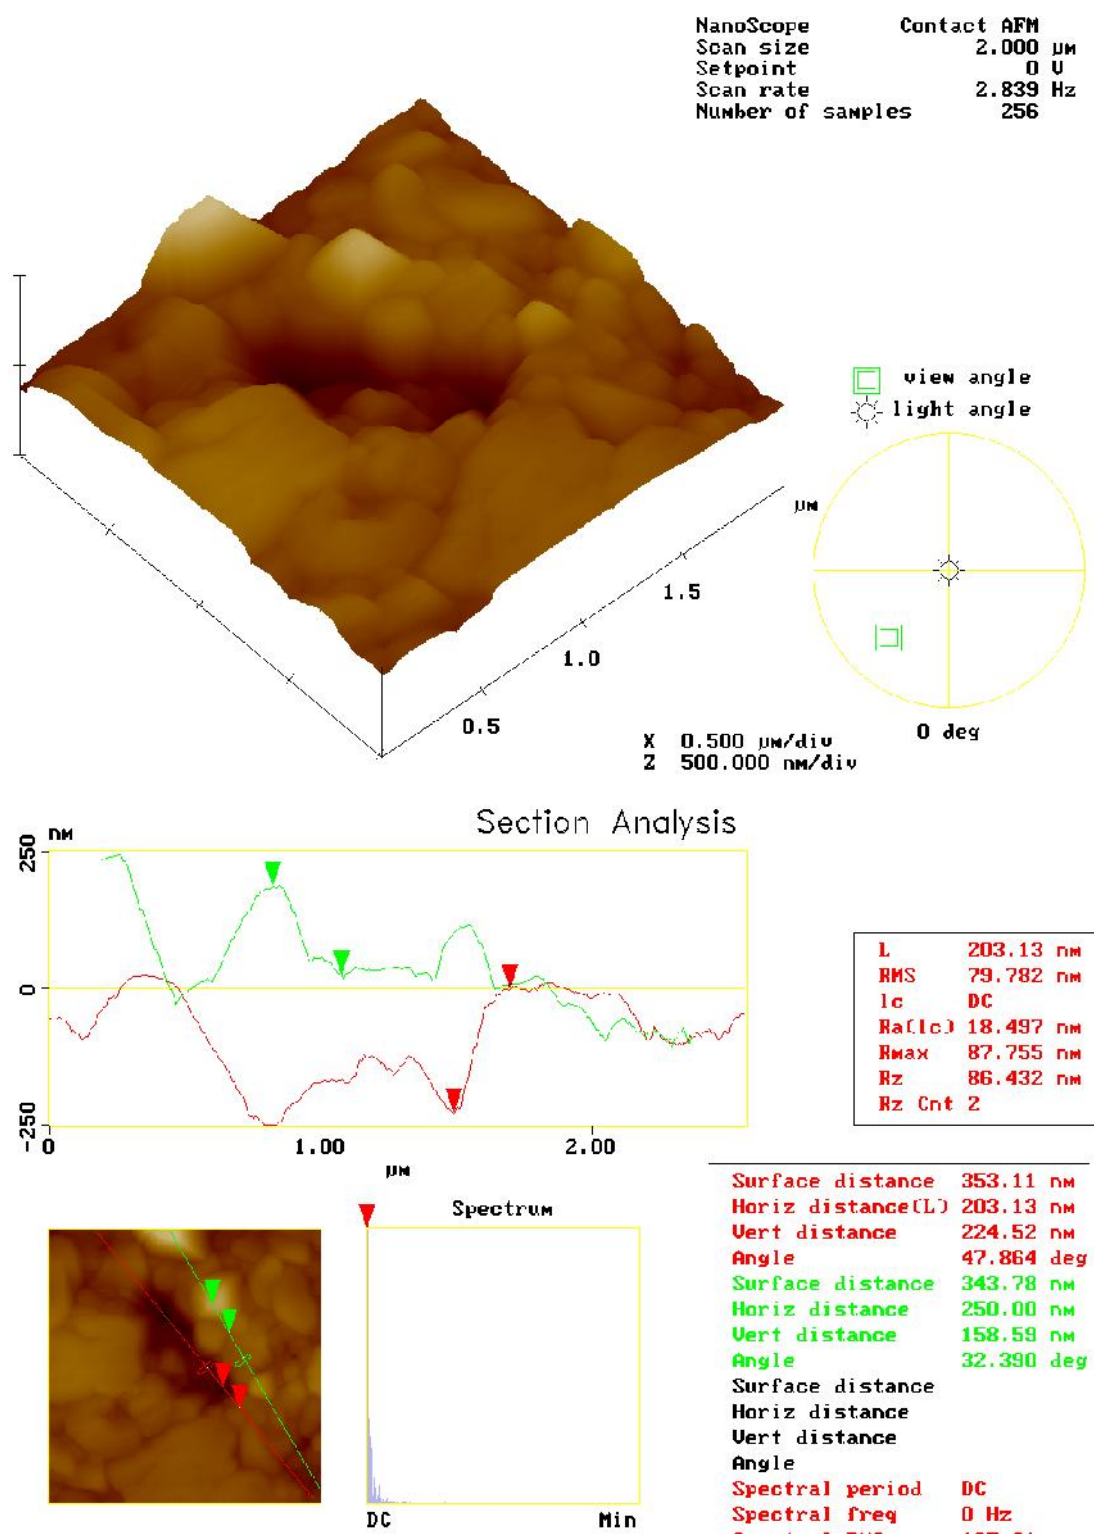 NanoScope Contact AFM
Scan size 2.000 µm
Setpoint 0 V
Scan rate 2.839 Hz
Number of samples 256
view angle
light angle
µm
1.5
1.0
0.5
0 deg
X 0.500 µm/div
Z 500.000 nm/div
Section Analysis
nm
250
0
-250
0 1.00 2.00
µm
L 203.13 nm
RMS 79.782 nm
lc DC
Ra(lc) 18.497 nm
Rmax 87.755 nm
Rz 86.432 nm
Rz Cnt 2
Spectrum
DC Min
Surface distance 353.11 nm
Horiz distance(L) 203.13 nm
Vert distance 224.52 nm
Angle 47.864 deg
Surface distance 343.78 nm
Horiz distance 250.00 nm
Vert distance 158.59 nm
Angle 32.390 deg
Surface distance
Horiz distance
Vert distance
Angle
Spectral period DC
Spectral freq 0 Hz